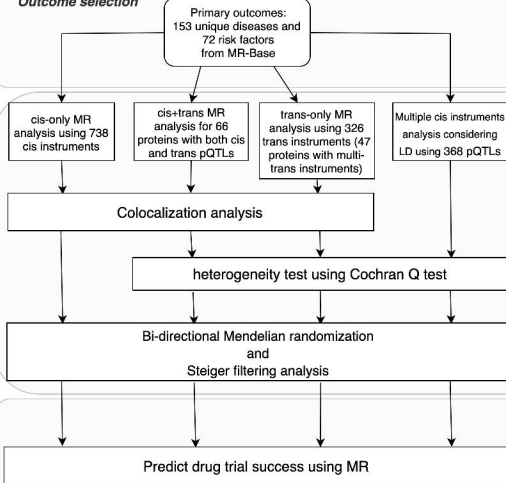 Outcome selection
Primary outcomes:
153 unique diseases and
72 risk factors
from MR-Base
cis-only MR
analysis using 738
cis instruments
cis+trans MR
analysis for 66
proteins with both cis
and trans pQTLs
trans-only MR
analysis using 326
trans instruments (47
proteins with multi-
trans instruments)
Multiple cis instruments
analysis considering
LD using 368 pQTLs
Colocalization analysis
heterogeneity test using Cochran Q test
Bi-directional Mendelian randomization
and
Steiger filtering analysis
Predict drug trial success using MR